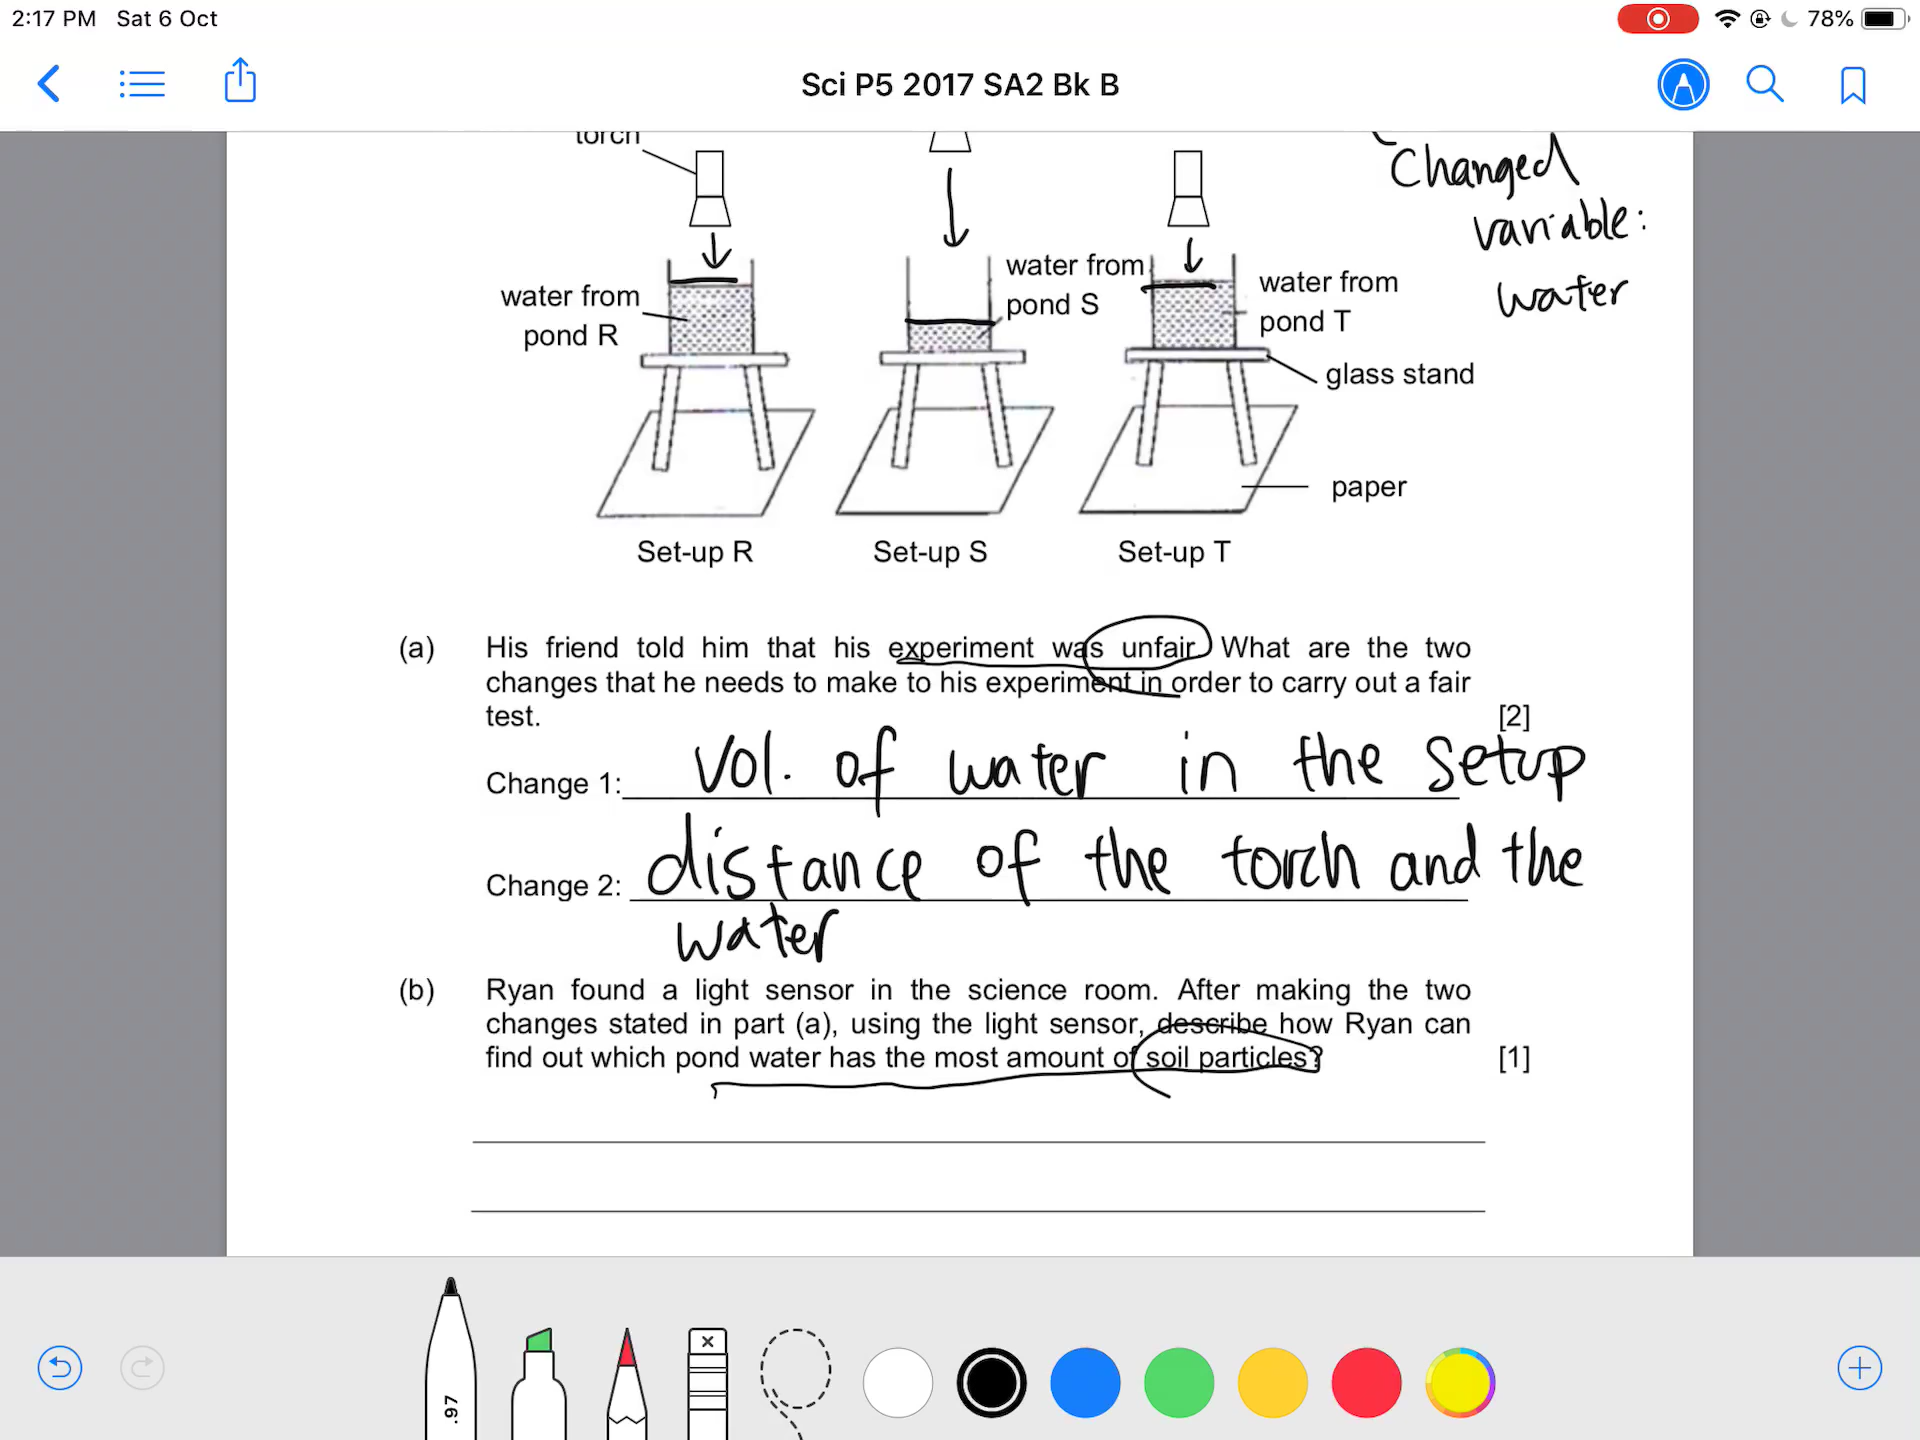 2:17 PM Sat 6 Oct
78%
Sci P5 2017 SA2 Bk B
torch
Changed
variable:
water
water from
pond R
water from
pond S
water from
pond T
glass stand
paper
Set-up R
Set-up S
Set-up T
(a) His friend told him that his experiment was unfair. What are the two
changes that he needs to make to his experiment in order to carry out a fair
test. [2]
Change 1: vol. of water in the setup
Change 2: distance of the torch and the
water
(b) Ryan found a light sensor in the science room. After making the two
changes stated in part (a), using the light sensor, describe how Ryan can
find out which pond water has the most amount of soil particles? [1]
.97